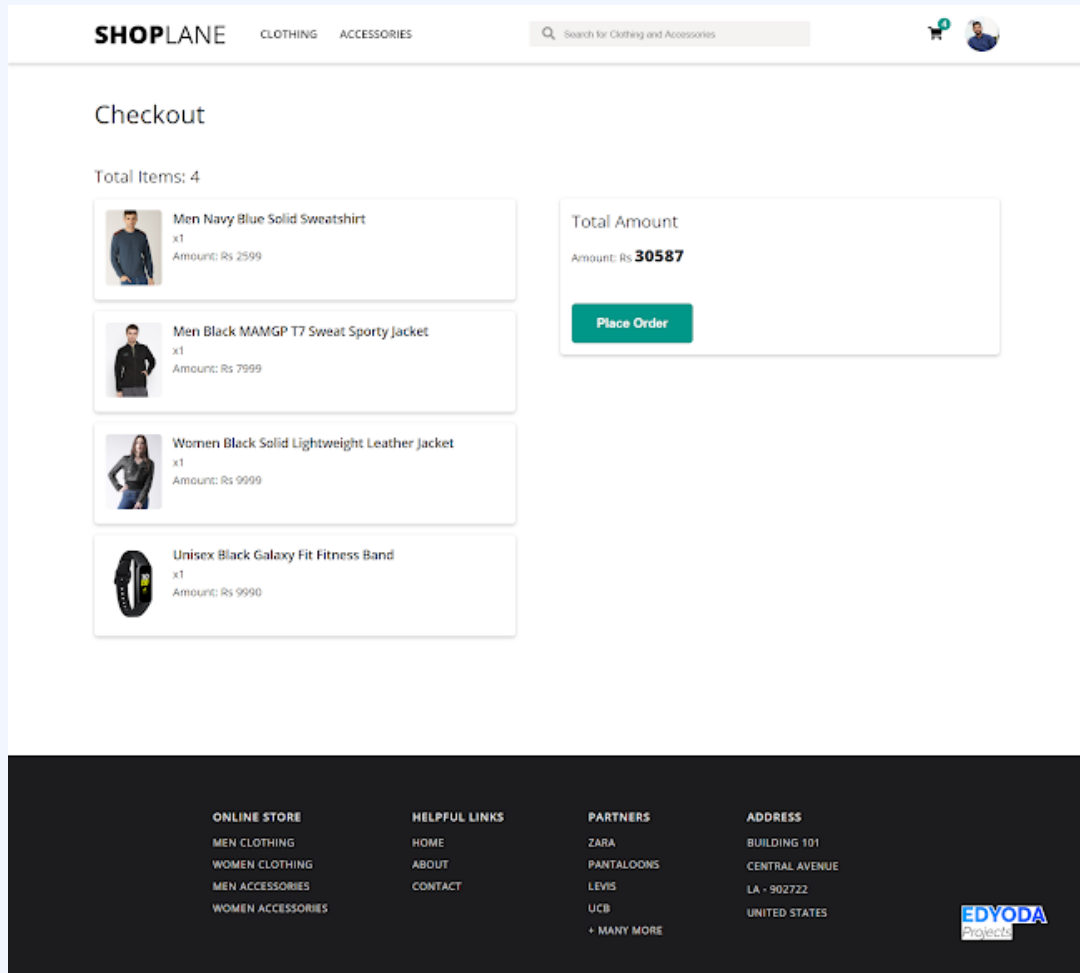 SHOPLANE CLOTHING ACCESSORIES Search for Clothing and Accessories 4
Checkout
Total Items: 4
Men Navy Blue Solid Sweatshirt
x1
Amount: Rs 2599
Men Black MAMGP T7 Sweat Sporty Jacket
x1
Amount: Rs 7999
Women Black Solid Lightweight Leather Jacket
x1
Amount: Rs 9999
Unisex Black Galaxy Fit Fitness Band
x1
Amount: Rs 9990
Total Amount
Amount: Rs 30587
Place Order
ONLINE STORE
MEN CLOTHING
WOMEN CLOTHING
MEN ACCESSORIES
WOMEN ACCESSORIES
HELPFUL LINKS
HOME
ABOUT
CONTACT
PARTNERS
ZARA
PANTALOONS
LEVIS
UCB
+ MANY MORE
ADDRESS
BUILDING 101
CENTRAL AVENUE
LA - 902722
UNITED STATES
EDYODA
Projects